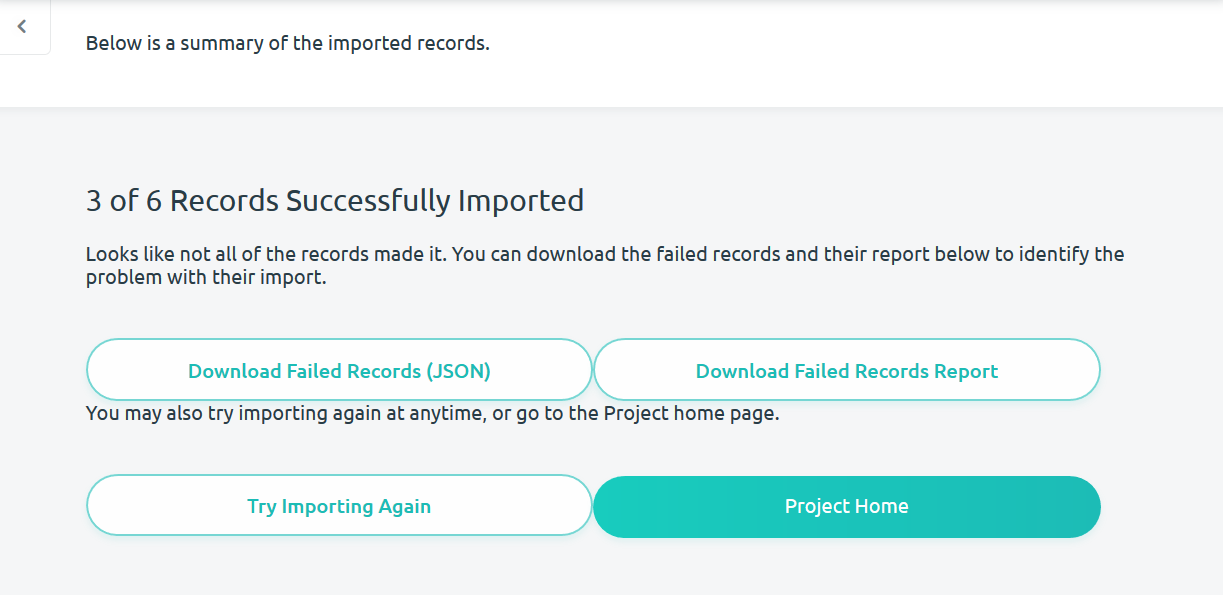 Below is a summary of the imported records.
3 of 6 Records Successfully Imported
Looks like not all of the records made it. You can download the failed records and their report below to identify the
problem with their import.
Download Failed Records (JSON)
Download Failed Records Report
You may also try importing again at anytime, or go to the Project home page.
Try Importing Again
Project Home